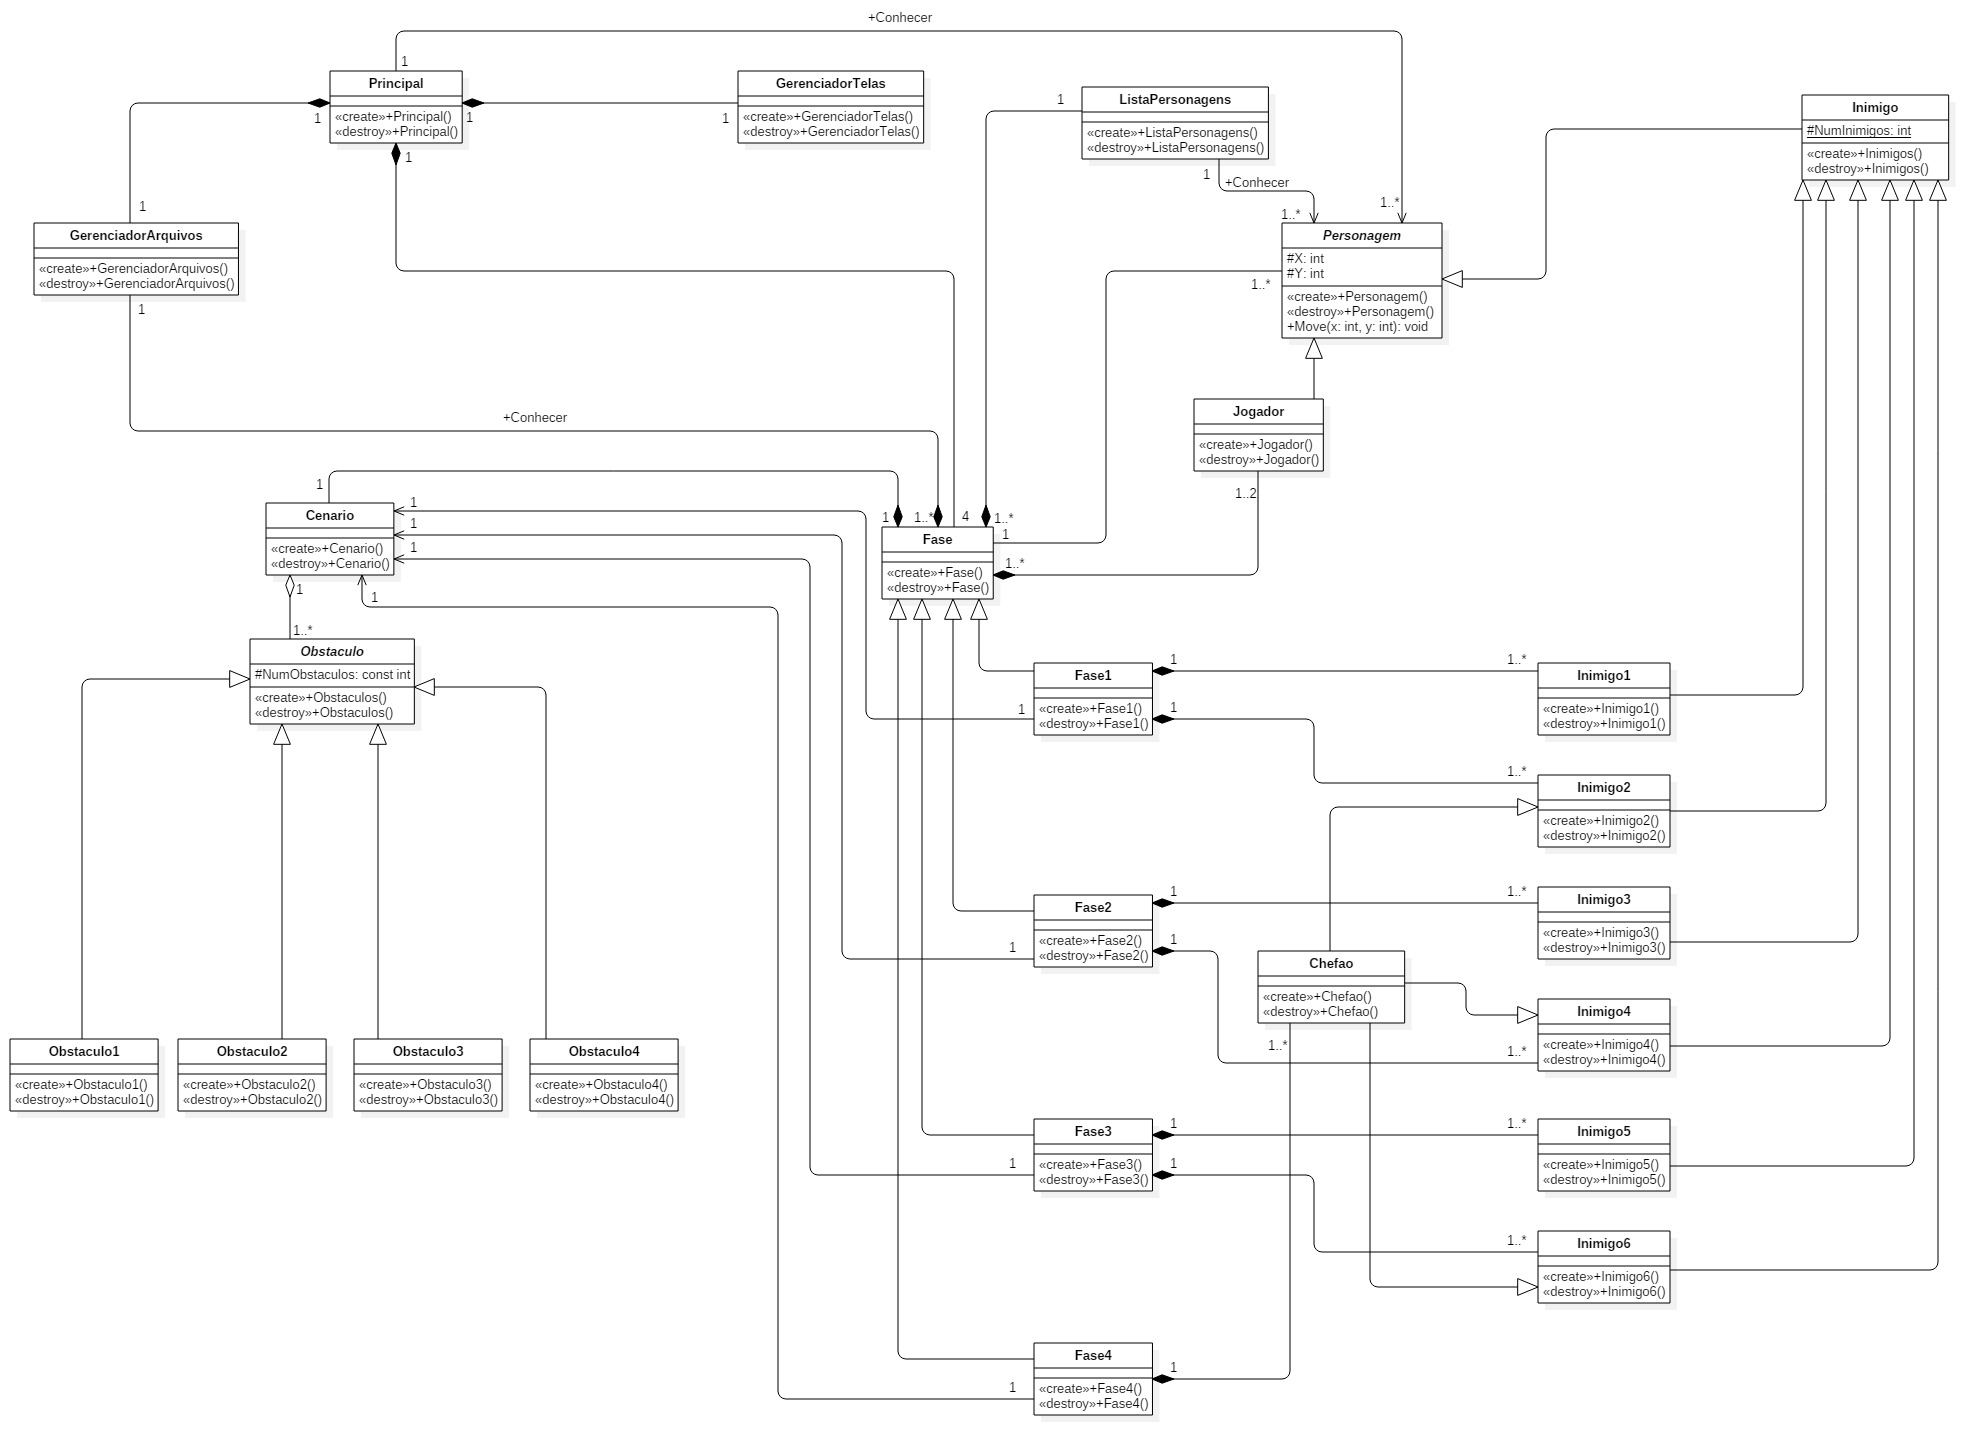 +Conhecer
1
Principal
«create»+Principal()
«destroy»+Principal()
1
1
1
GerenciadorTelas
«create»+GerenciadorTelas()
«destroy»+GerenciadorTelas()
1
1
ListaPersonagens
«create»+ListaPersonagens()
«destroy»+ListaPersonagens()
1
+Conhecer
1..*
1..*
Inimigo
#NumInimigos: int
«create»+Inimigos()
«destroy»+Inimigos()
1
GerenciadorArquivos
«create»+GerenciadorArquivos()
«destroy»+GerenciadorArquivos()
1
Personagem
#X: int
#Y: int
«create»+Personagem()
«destroy»+Personagem()
+Move(x: int, y: int): void
1..*
+Conhecer
Jogador
«create»+Jogador()
«destroy»+Jogador()
1..2
1
Cenario
«create»+Cenario()
«destroy»+Cenario()
1
1
1
1
1
1..*
1
1..*
4
1..*
1
1..*
Fase
«create»+Fase()
«destroy»+Fase()
Obstaculo
#NumObstaculos: const int
«create»+Obstaculos()
«destroy»+Obstaculos()
Fase1
«create»+Fase1()
«destroy»+Fase1()
1
1
1
1..*
Inimigo1
«create»+Inimigo1()
«destroy»+Inimigo1()
1..*
Inimigo2
«create»+Inimigo2()
«destroy»+Inimigo2()
Fase2
«create»+Fase2()
«destroy»+Fase2()
1
1
1
1..*
Inimigo3
«create»+Inimigo3()
«destroy»+Inimigo3()
Chefao
«create»+Chefao()
«destroy»+Chefao()
1..*
1..*
Inimigo4
«create»+Inimigo4()
«destroy»+Inimigo4()
Obstaculo1
«create»+Obstaculo1()
«destroy»+Obstaculo1()
Obstaculo2
«create»+Obstaculo2()
«destroy»+Obstaculo2()
Obstaculo3
«create»+Obstaculo3()
«destroy»+Obstaculo3()
Obstaculo4
«create»+Obstaculo4()
«destroy»+Obstaculo4()
Fase3
«create»+Fase3()
«destroy»+Fase3()
1
1
1
1..*
Inimigo5
«create»+Inimigo5()
«destroy»+Inimigo5()
1..*
Inimigo6
«create»+Inimigo6()
«destroy»+Inimigo6()
Fase4
«create»+Fase4()
«destroy»+Fase4()
1
1